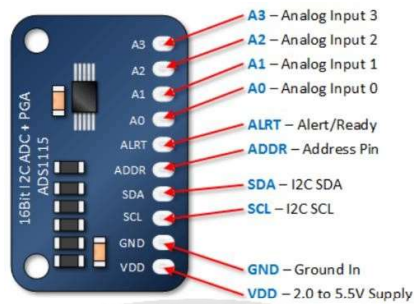 A3
A2
A1
A0
ALRT
ADDR
SDA
SCL
GND
VDD
16Bit I2C ADC + PGA
ADS1115
A3 – Analog Input 3
A2 – Analog Input 2
A1 – Analog Input 1
A0 – Analog Input 0
ALRT – Alert/Ready
ADDR – Address Pin
SDA – I2C SDA
SCL – I2C SCL
GND – Ground In
VDD – 2.0 to 5.5V Supply